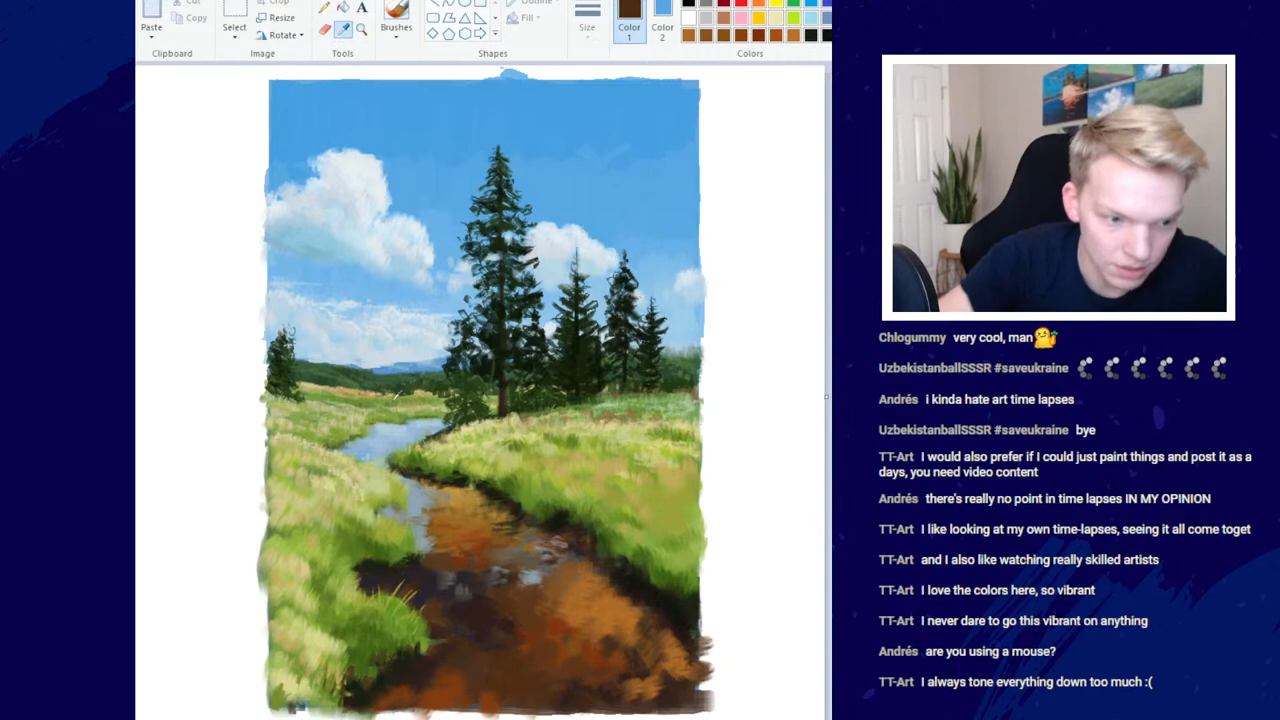 Crop
Outline
Paste
Copy
Select
Resize
Rotate
A
Brushes
Fill
Size
Color 1
Color 2
Clipboard
Image
Tools
Shapes
Colors
Chlogummy very cool, man
UzbekistanballSSSR #saveukraine
Andrés i kinda hate art time lapses
UzbekistanballSSSR #saveukraine bye
TT-Art I would also prefer if I could just paint things and post it as a
days, you need video content
Andrés there's really no point in time lapses IN MY OPINION
TT-Art I like looking at my own time-lapses, seeing it all come toget
TT-Art and I also like watching really skilled artists
TT-Art I love the colors here, so vibrant
TT-Art I never dare to go this vibrant on anything
Andrés are you using a mouse?
TT-Art I always tone everything down too much :(